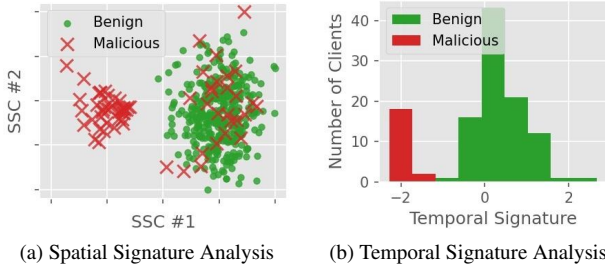 Benign
Malicious
SSC #2
SSC #1
(a) Spatial Signature Analysis
40
30
20
10
0
Number of Clients
Benign
Malicious
−2
0
2
Temporal Signature
(b) Temporal Signature Analysis